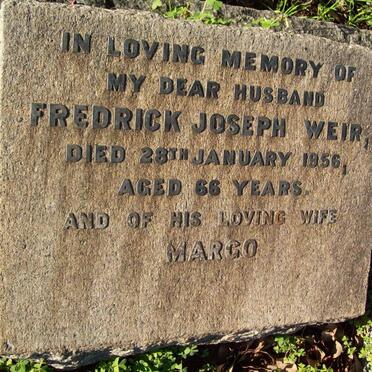 IN LOVING MEMORY OF
MY DEAR HUSBAND
FREDRICK JOSEPH WEIR,
DIED 28TH JANUARY 1956,
AGED 66 YEARS.
AND OF HIS LOVING WIFE
MARGO